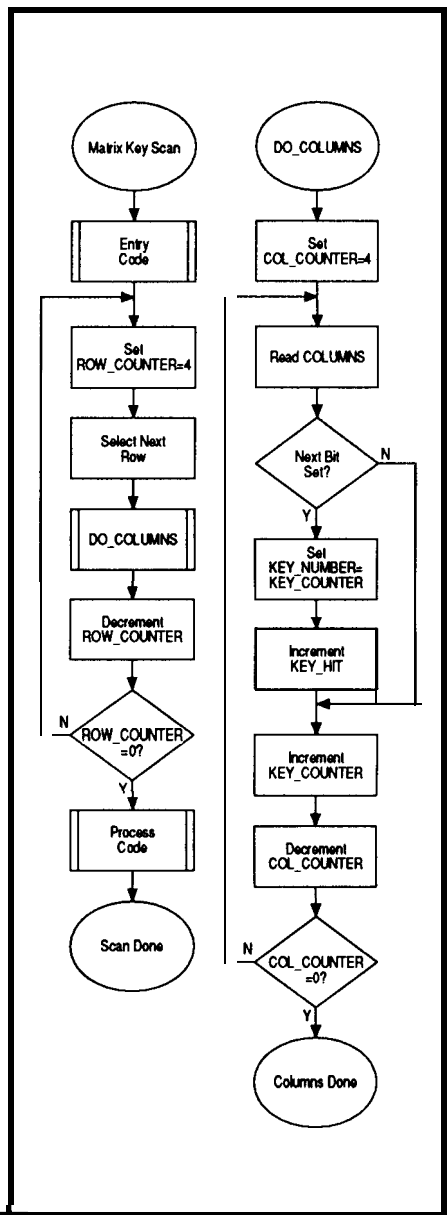 Matrix Key Scan
Entry
Code
Set
ROW_COUNTER=4
Select Next
Row
DO_COLUMNS
Decrement
ROW_COUNTER
N
ROW_COUNTER
=0?
Y
Process
Code
Scan Done
DO_COLUMNS
Set
COL_COUNTER=4
Read COLUMNS
Next Bit
Set?
N
Y
Set
KEY_NUMBER=
KEY_COUNTER
Increment
KEY_HIT
Increment
KEY_COUNTER
Decrement
COL_COUNTER
N
COL_COUNTER
=0?
Y
Columns Done